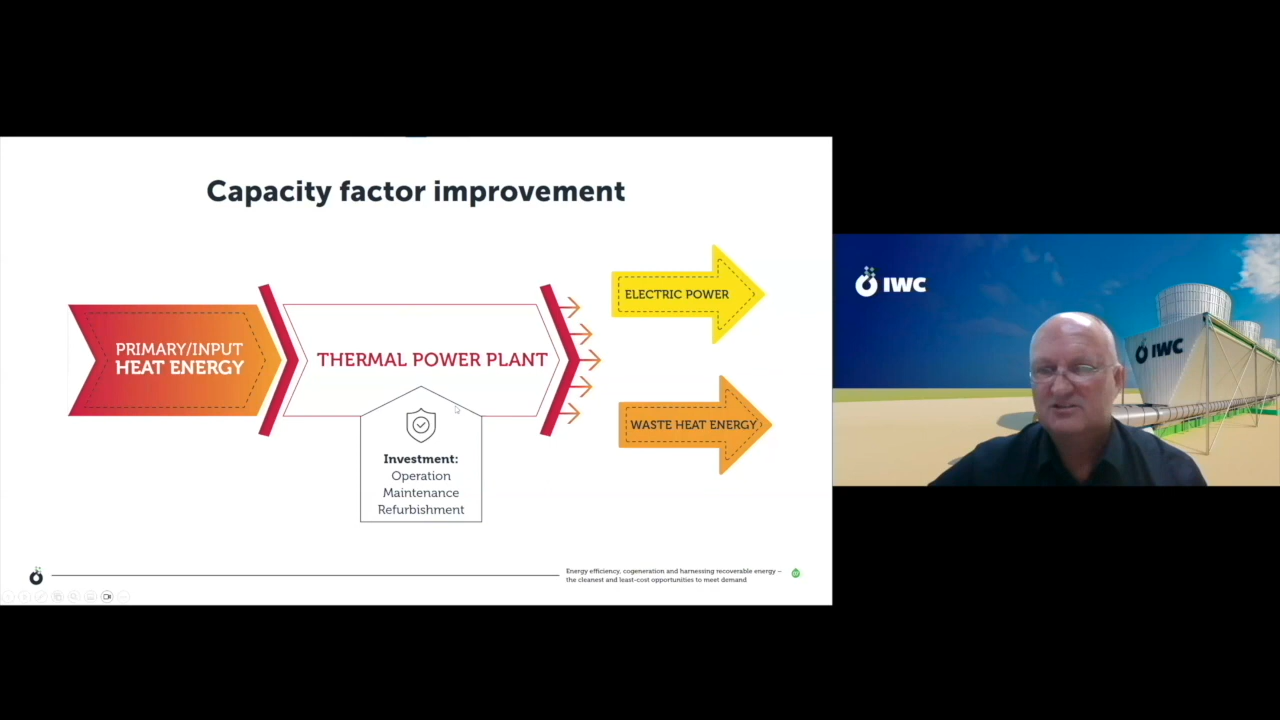 Capacity factor improvement
PRIMARY/INPUT
HEAT ENERGY
THERMAL POWER PLANT
ELECTRIC POWER
WASTE HEAT ENERGY
Investment:
Operation
Maintenance
Refurbishment
Energy efficiency, cogeneration and harnessing recoverable energy –
the cleanest and least-cost opportunities to meet demand
IWC
IWC